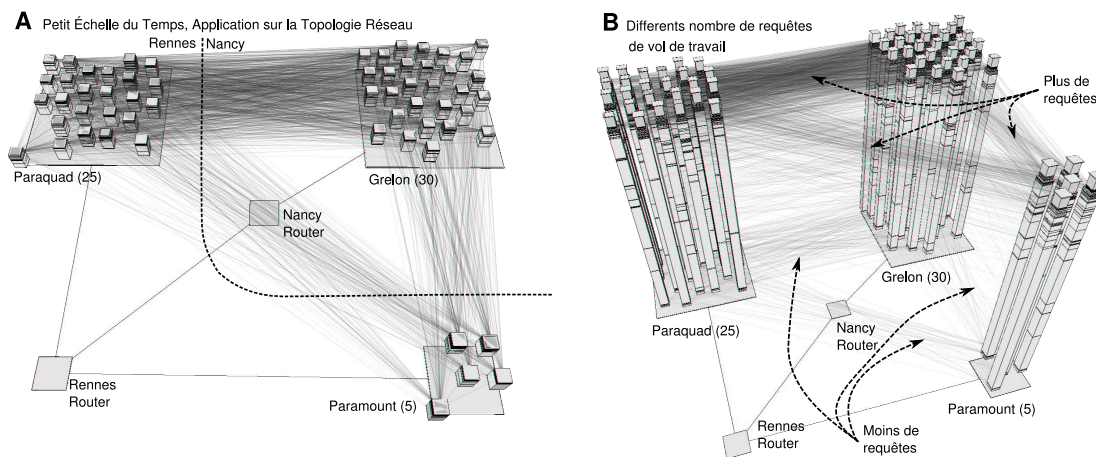 A Petit Échelle du Temps, Application sur la Topologie Réseau
Rennes Nancy
Paraquad (25)
Grelon (30)
Nancy
Router
Rennes
Router
Paramount (5)
B Differents nombre de requêtes
de vol de travail
Plus de
requêtes
Grelon (30)
Paraquad (25)
Nancy
Router
Paramount (5)
Rennes
Router
Moins de
requêtes